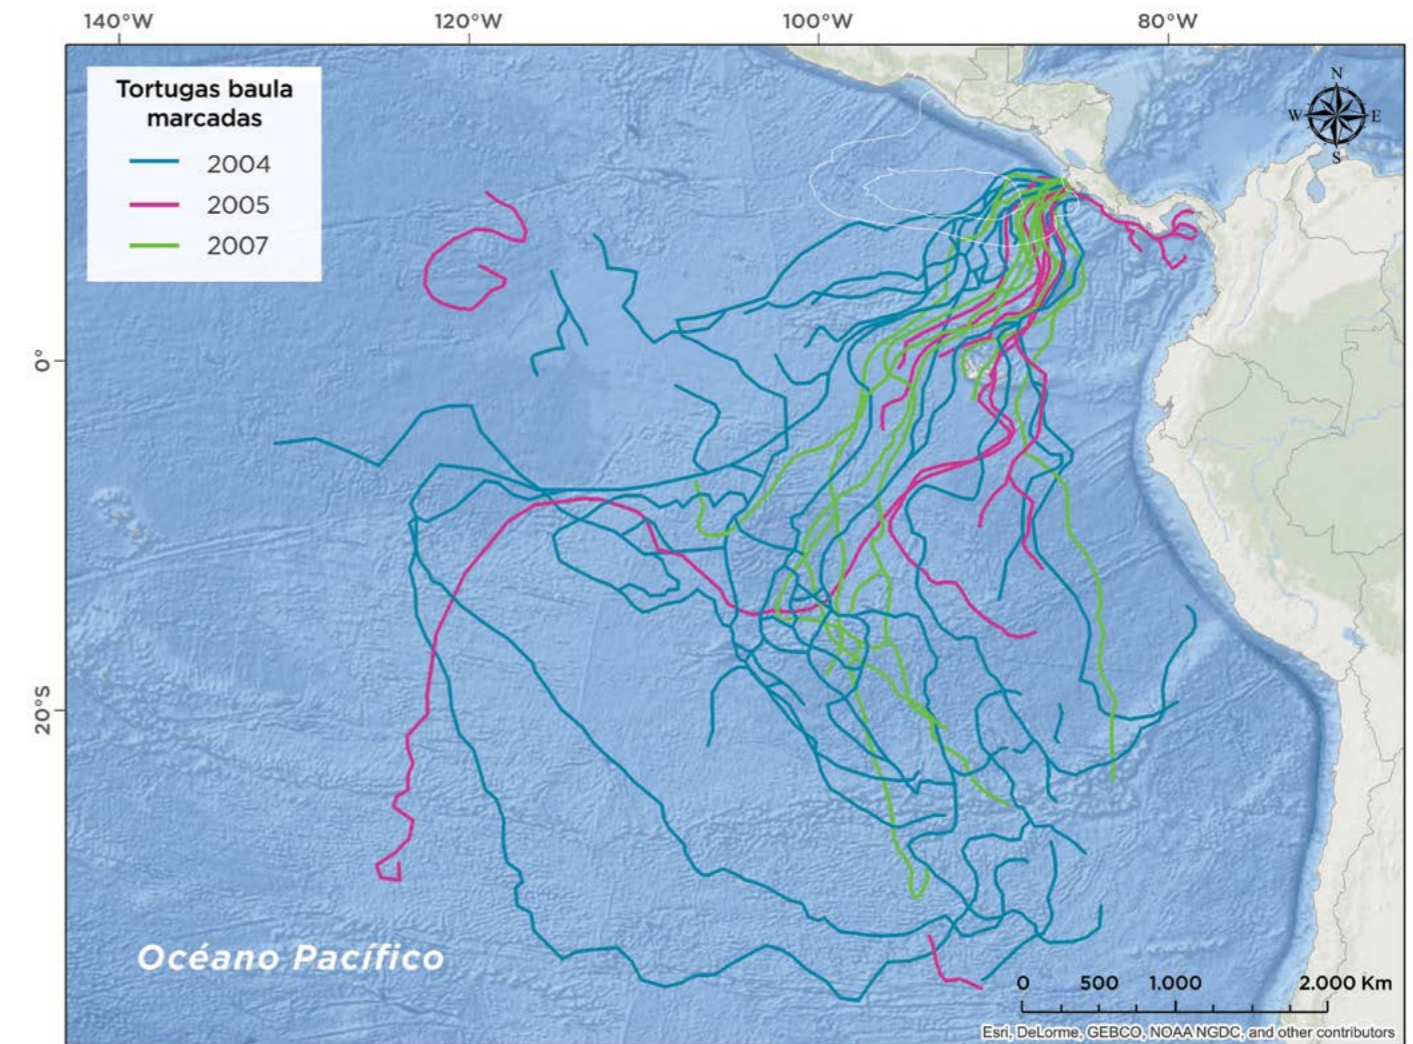 140°W 120°W 100°W 80°W
Tortugas baula
marcadas
2004
2005
2007
N
W E
S
0°
20°S
Océano Pacífico
0 500 1.000 2.000 Km
Esri, DeLorme, GEBCO, NOAA NGDC, and other contributors